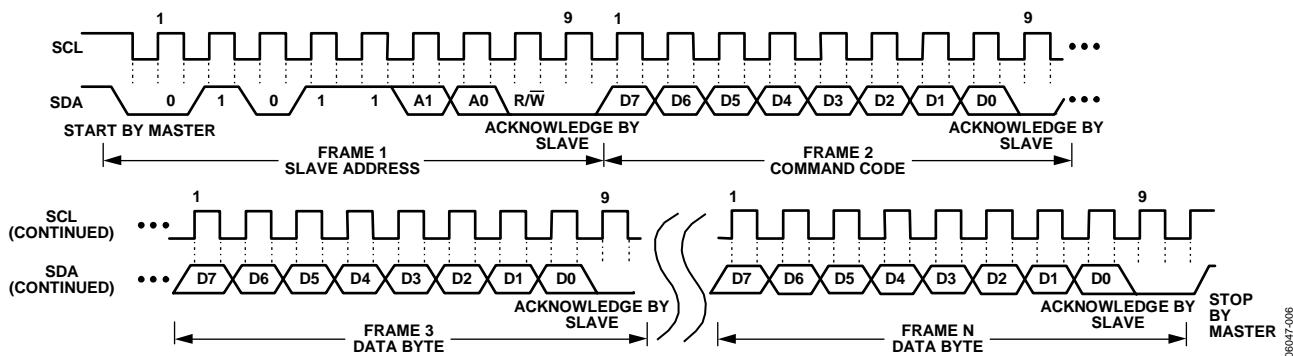 1 9 1 9
SCL
SDA 0 1 0 1 1 A1 A0 R/W̅ D7 D6 D5 D4 D3 D2 D1 D0
START BY MASTER ACKNOWLEDGE BY SLAVE ACKNOWLEDGE BY SLAVE
FRAME 1 SLAVE ADDRESS FRAME 2 COMMAND CODE
1 9 1 9
SCL (CONTINUED)
SDA (CONTINUED) D7 D6 D5 D4 D3 D2 D1 D0 D7 D6 D5 D4 D3 D2 D1 D0
ACKNOWLEDGE BY SLAVE ACKNOWLEDGE BY SLAVE STOP BY MASTER
FRAME 3 DATA BYTE FRAME N DATA BYTE
06047-006